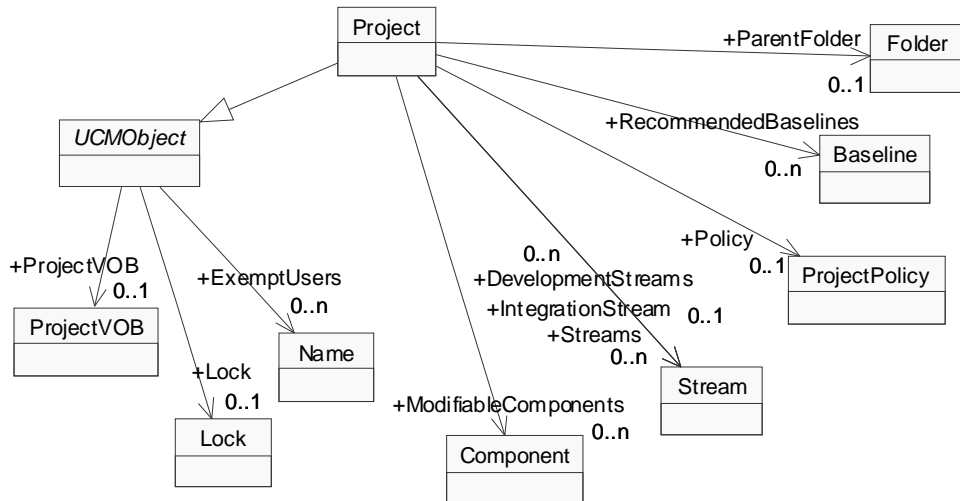 Project
+ParentFolder
Folder
0..1
+RecommendedBaselines
0..n
Baseline
UCMObject
+Policy
0..1
ProjectPolicy
+ProjectVOB
0..1
ProjectVOB
+ExemptUsers
0..n
Name
0..n
+DevelopmentStreams
+IntegrationStream
0..1
+Streams
0..n
Stream
+Lock
0..1
Lock
+ModifiableComponents
0..n
Component